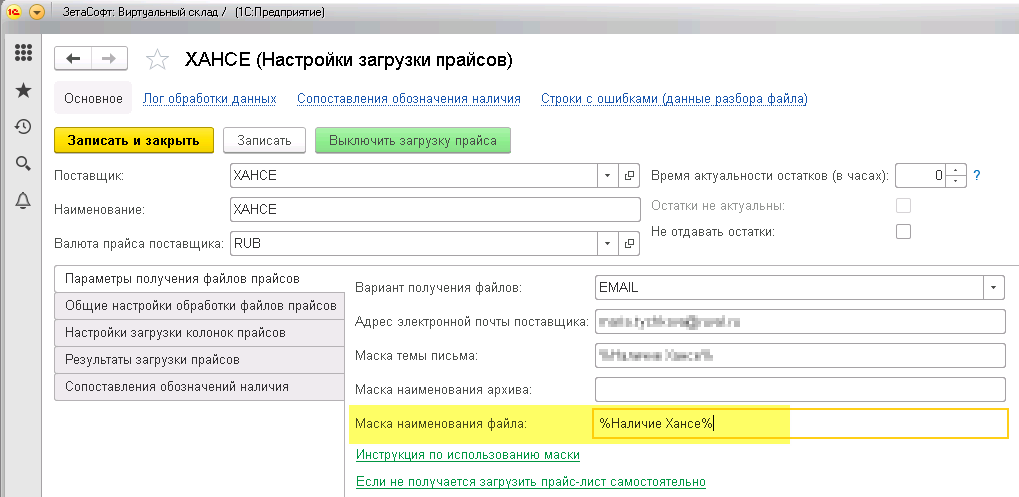 ЗетаСофт: Виртуальный склад / (1С:Предприятие)
ХАНСЕ (Настройки загрузки прайсов)
Основное Лог обработки данных Сопоставления обозначения наличия Строки с ошибками (данные разбора файла)
Записать и закрыть Записать Выключить загрузку прайса
Поставщик: ХАНСЕ Время актуальности остатков (в часах): 0 ?
Наименование: ХАНСЕ Остатки не актуальны:
Валюта прайса поставщика: RUB Не отдавать остатки:
Параметры получения файлов прайсов
Общие настройки обработки файлов прайсов
Настройки загрузки колонок прайсов
Результаты загрузки прайсов
Сопоставления обозначений наличия
Вариант получения файлов: EMAIL
Адрес электронной почты поставщика:
Маска темы письма: %Наличие Хансе%
Маска наименования архива:
Маска наименования файла: %Наличие Хансе%
Инструкция по использованию маски
Если не получается загрузить прайс-лист самостоятельно